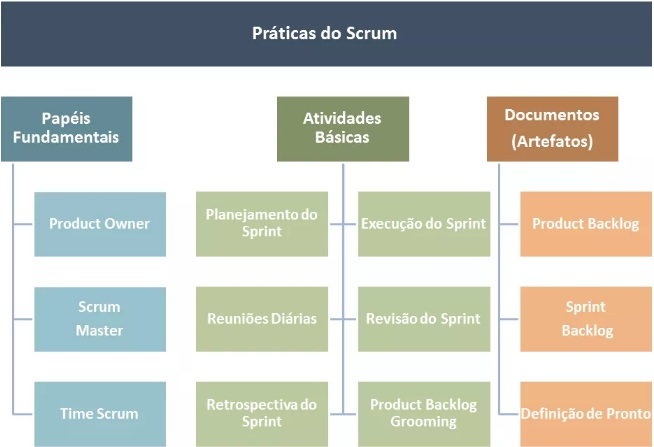 Práticas do Scrum
Papéis
Fundamentais
Atividades
Básicas
Documentos
(Artefatos)
Product Owner
Planejamento do
Sprint
Execução do Sprint
Product Backlog
Scrum
Master
Reuniões Diárias
Revisão do Sprint
Sprint
Backlog
Time Scrum
Retrospectiva do
Sprint
Product Backlog
Grooming
Definição de Pronto